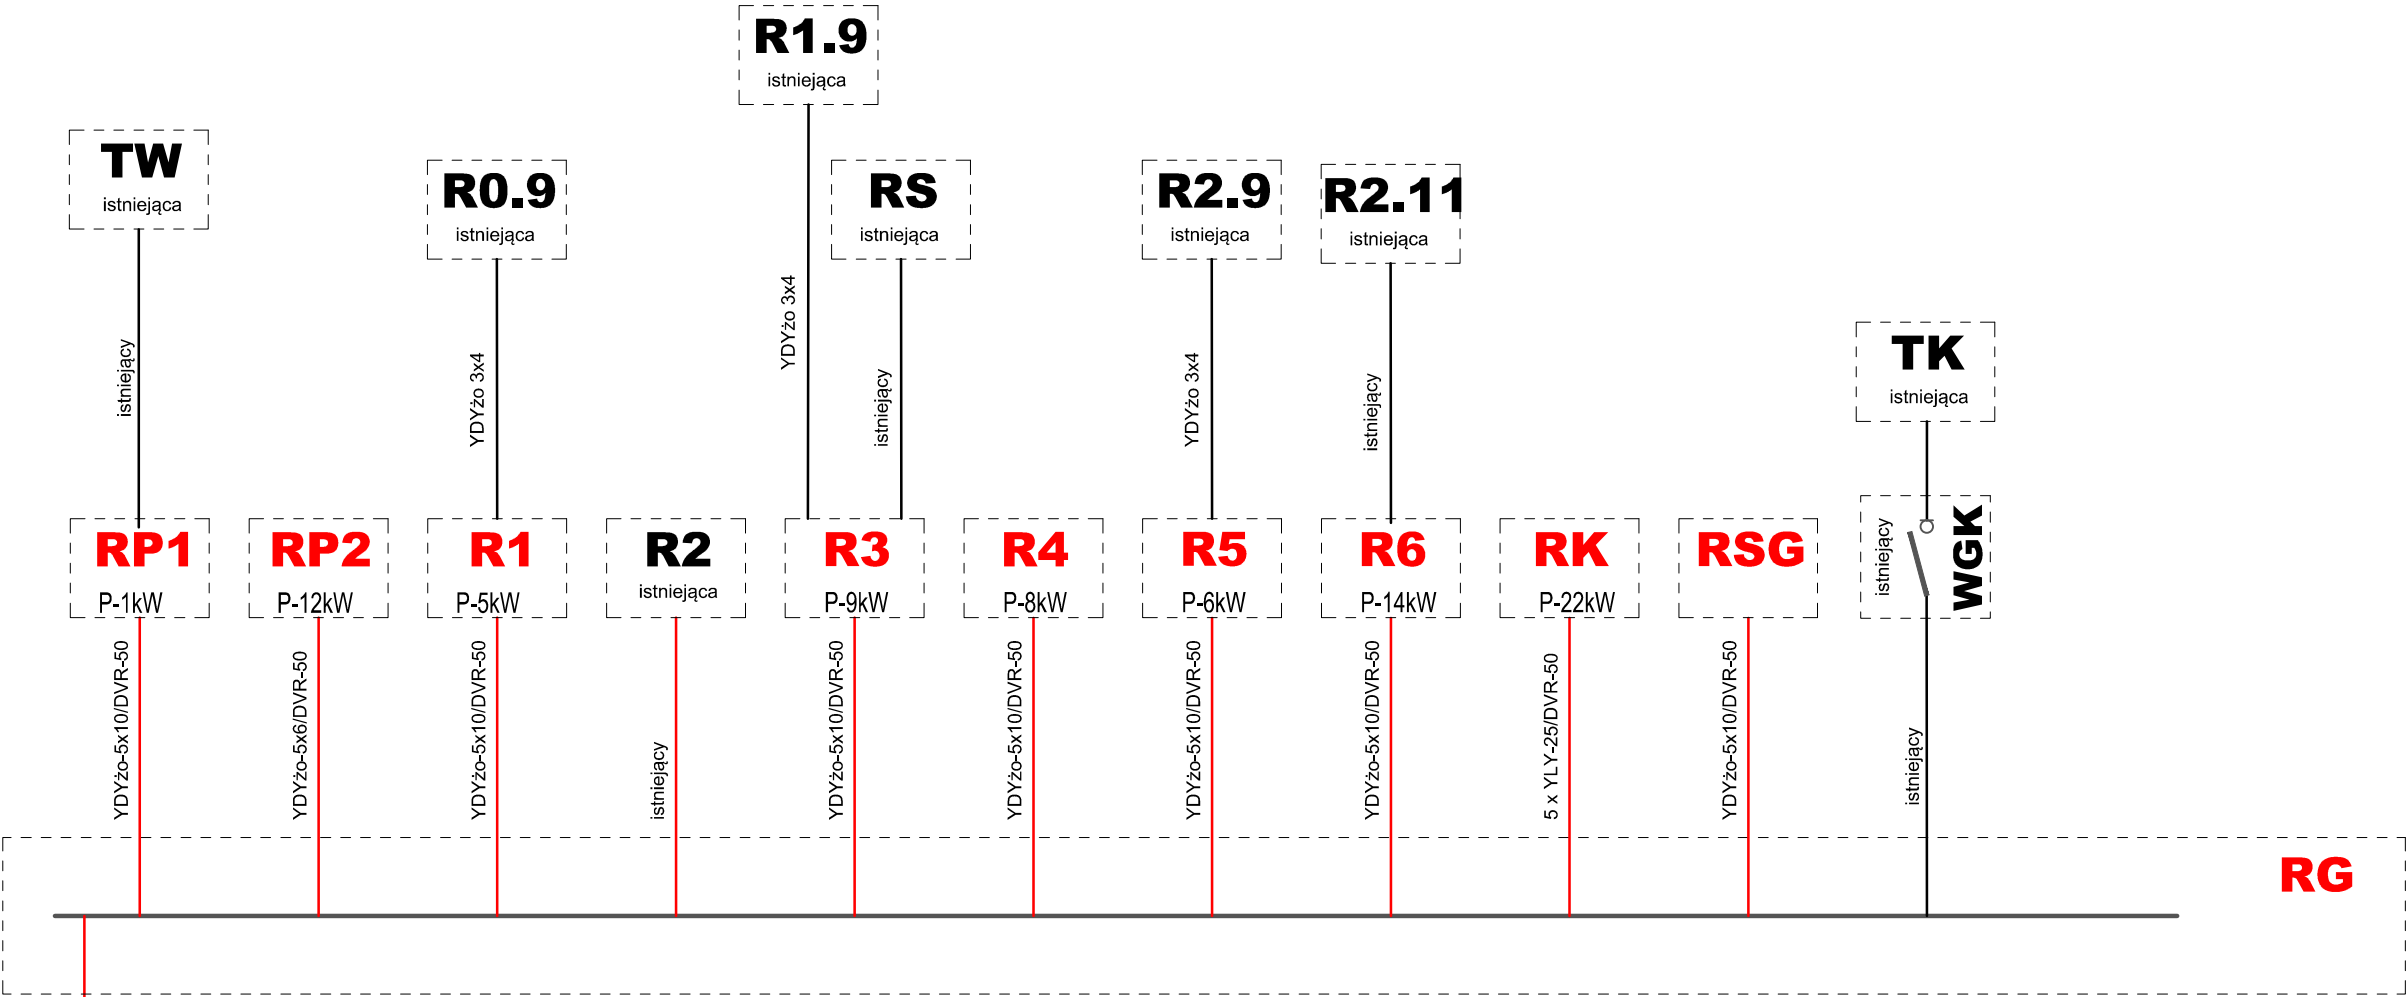 R1.9
istniejąca
TW
istniejąca
R0.9
istniejąca
RS
istniejąca
R2.9
istniejąca
R2.11
istniejąca
TK
istniejąca
istniejący
YDYżo 3x4
YDYżo 3x4
istniejący
YDYżo 3x4
istniejący
RP1
P-1kW
RP2
P-12kW
R1
P-5kW
R2
istniejąca
R3
P-9kW
R4
P-8kW
R5
P-6kW
R6
P-14kW
RK
P-22kW
RSG
istniejący
WGK
YDYżo-5x10/DVR-50
YDYżo-5x6/DVR-50
YDYżo-5x10/DVR-50
istniejący
YDYżo-5x10/DVR-50
YDYżo-5x10/DVR-50
YDYżo-5x10/DVR-50
YDYżo-5x10/DVR-50
5 x YLY-25/DVR-50
YDYżo-5x10/DVR-50
istniejący
RG